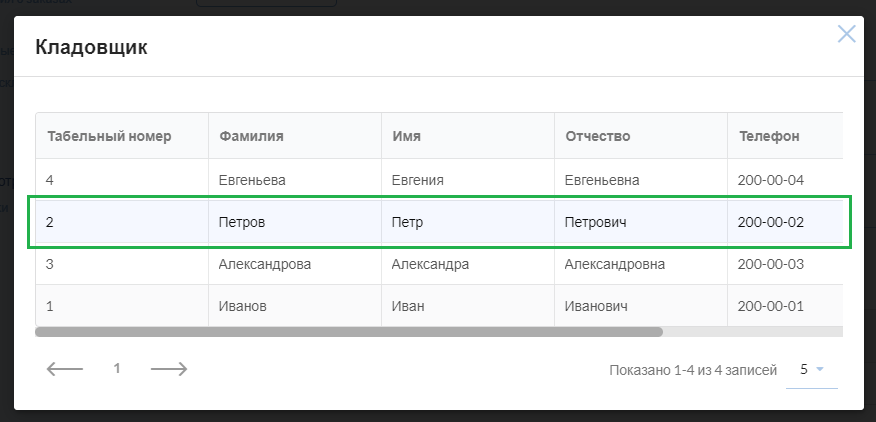 Кладовщик
Табельный номер Фамилия Имя Отчество Телефон
4 Евгеньева Евгения Евгеньевна 200-00-04
2 Петров Петр Петрович 200-00-02
3 Александрова Александра Александровна 200-00-03
1 Иванов Иван Иванович 200-00-01
1 Показано 1-4 из 4 записей 5